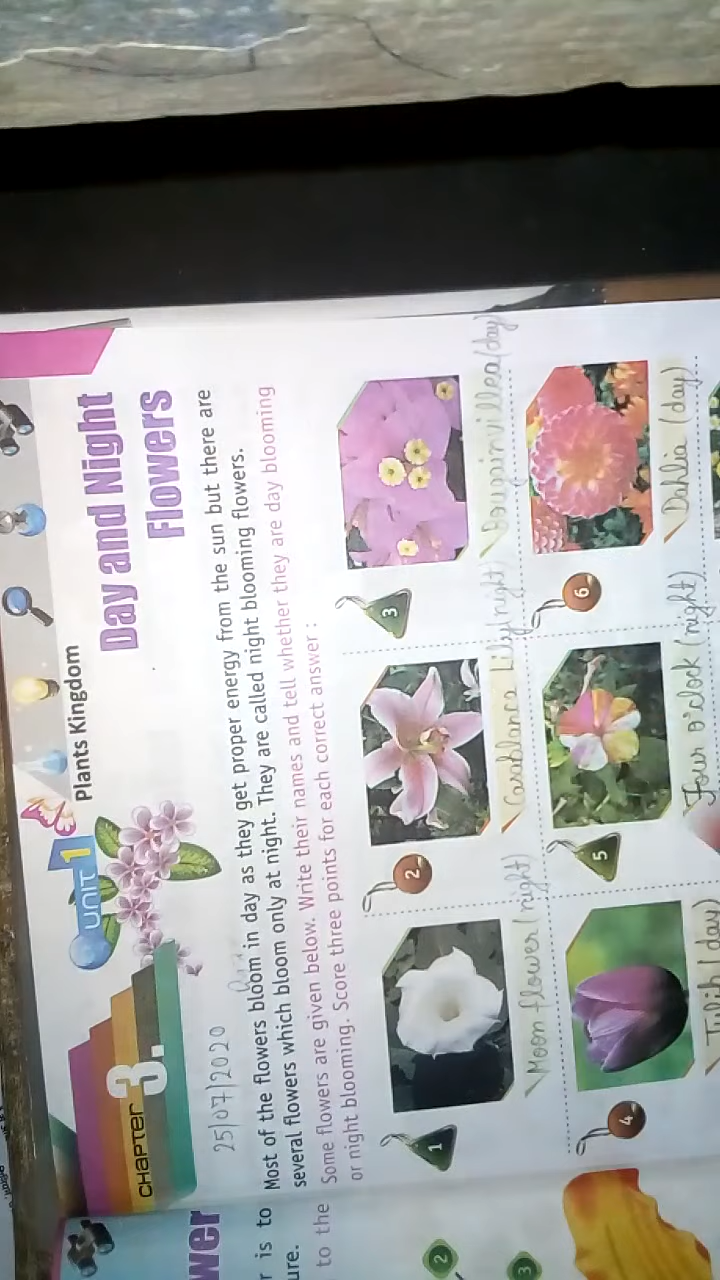 UNIT 1
Plants Kingdom
CHAPTER 3.
Day and Night
Flowers
25/07/2020
Most of the flowers bloom in day as they get proper energy from the sun but there are
several flowers which bloom only at night. They are called night blooming flowers.
Some flowers are given below. Write their names and tell whether they are day blooming
or night blooming. Score three points for each correct answer :
1
2
3
Moon flower (night)
Casablance Lily(night)
Bougainvillea(day)
4
5
6
(day)
Four o'clock (night)
Dahlia (day)
wer
r is to
ure.
to the
2
3